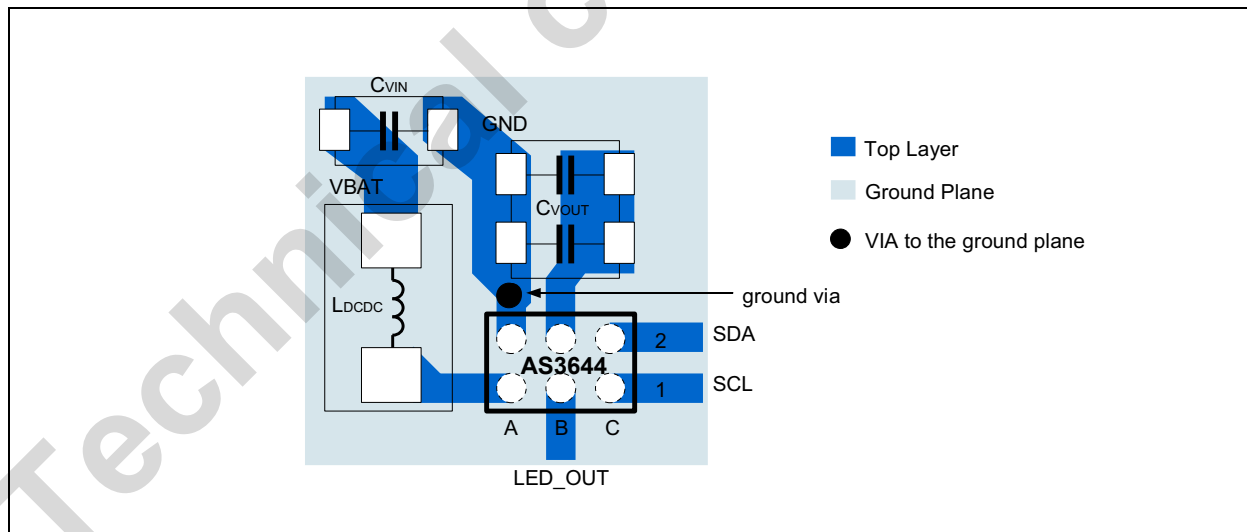 CVIN
GND
VBAT
CVOUT
LDCDC
AS3644
2
1
A B C
LED_OUT
SDA
SCL
Top Layer
Ground Plane
VIA to the ground plane
ground via
Technical c